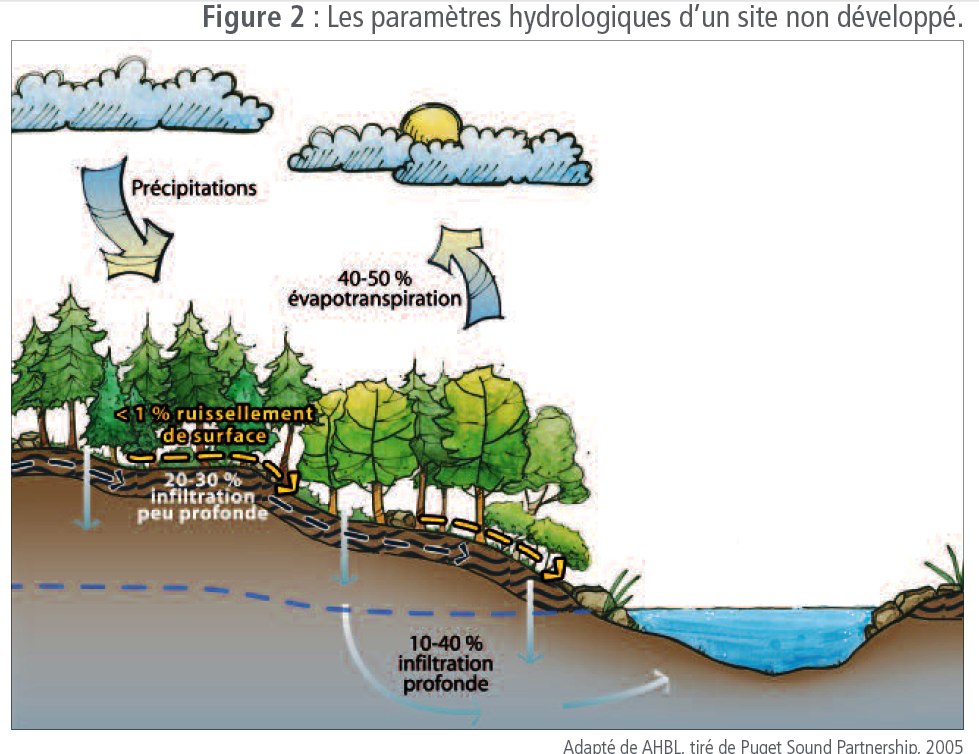 Figure 2 : Les paramètres hydrologiques d'un site non développé.
Précipitations
40-50 %
évapotranspiration
< 1 % ruissellement
de surface
20-30 %
infiltration
peu profonde
10-40 %
infiltration
profonde
Adapté de AHBL, tiré de Puget Sound Partnership, 2005